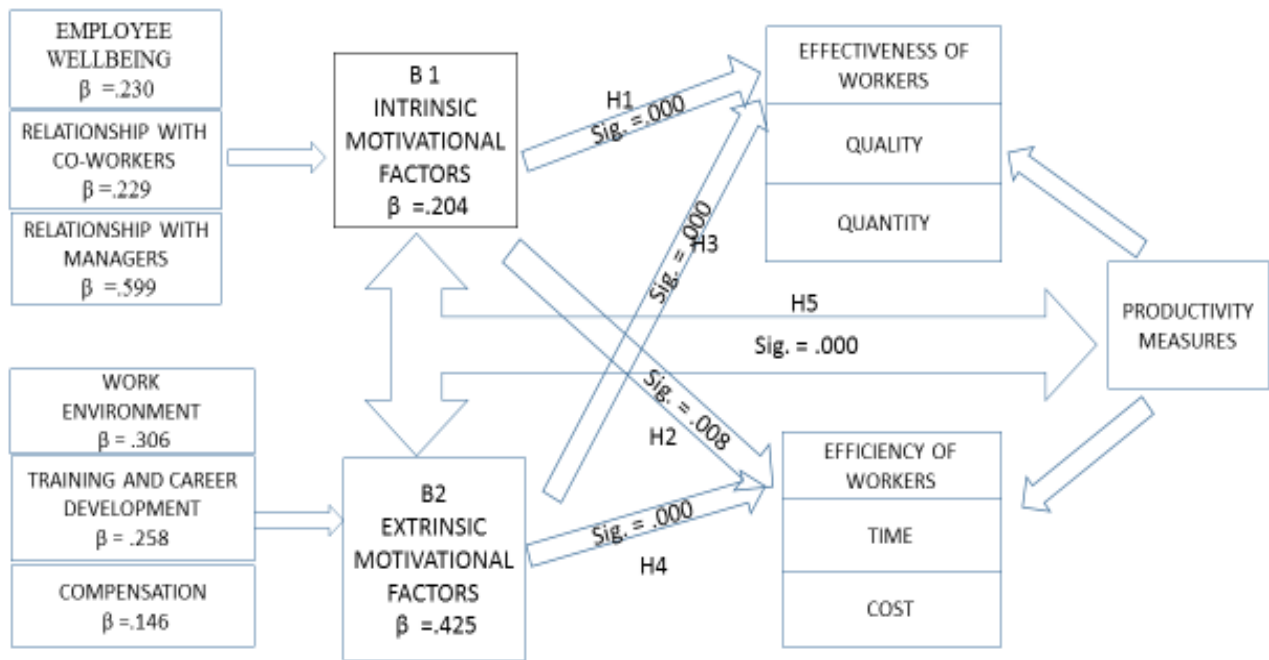 EMPLOYEE
WELLBEING
β =.230
RELATIONSHIP WITH
CO-WORKERS
β =.229
RELATIONSHIP WITH
MANAGERS
β =.599
WORK
ENVIRONMENT
β = .306
TRAINING AND CAREER
DEVELOPMENT
β = .258
COMPENSATION
β =.146
B 1
INTRINSIC
MOTIVATIONAL
FACTORS
β =.204
B2
EXTRINSIC
MOTIVATIONAL
FACTORS
β =.425
H1
Sig. =.000
H3
Sig. = .000
H5
Sig. = .000
Sig. = .008
H2
Sig. = .000
H4
EFFECTIVENESS OF
WORKERS
QUALITY
QUANTITY
EFFICIENCY OF
WORKERS
TIME
COST
PRODUCTIVITY
MEASURES